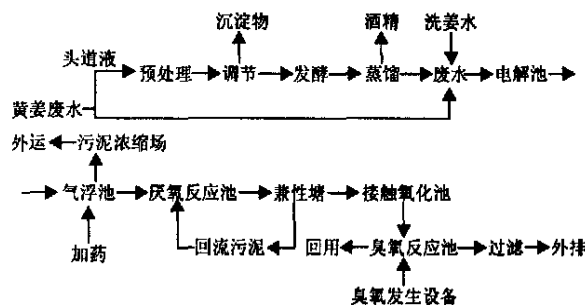 沉淀物 酒精 洗姜水
头道液
预处理 调节 发酵 蒸馏 废水 电解池
黄姜废水
外运 污泥浓缩场
气浮池 厌氧反应池 兼性塘 接触氧化池
加药 回流污泥 回用 臭氧反应池 过滤 外排
臭氧发生设备